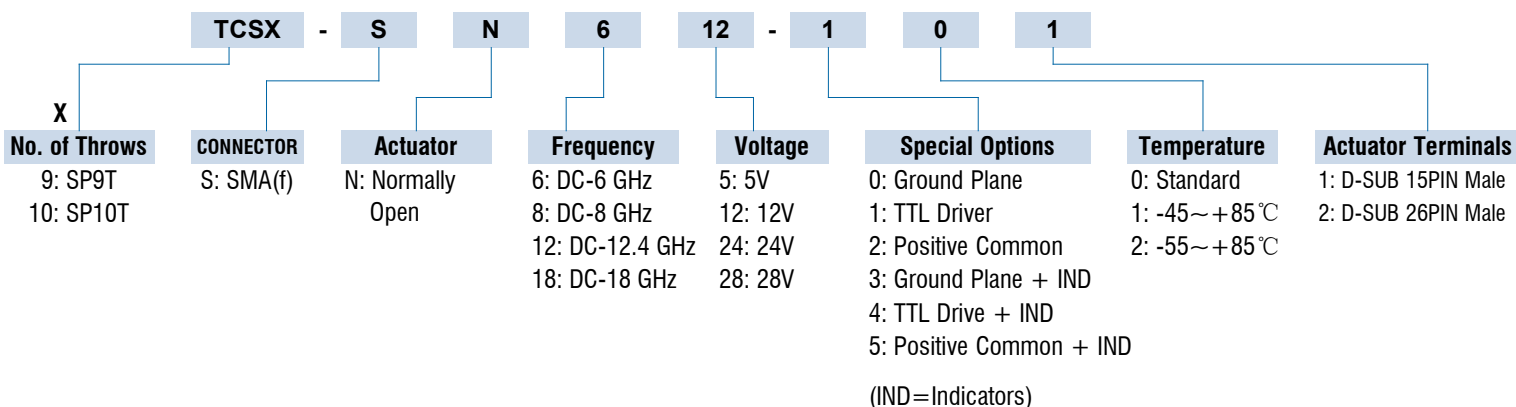 TCSX - S N 6 12 - 1 0 1
X
No. of Throws
9: SP9T
10: SP10T
CONNECTOR
S: SMA(f)
Actuator
N: Normally
Open
Frequency
6: DC-6 GHz
8: DC-8 GHz
12: DC-12.4 GHz
18: DC-18 GHz
Voltage
5: 5V
12: 12V
24: 24V
28: 28V
Special Options
0: Ground Plane
1: TTL Driver
2: Positive Common
3: Ground Plane + IND
4: TTL Drive + IND
5: Positive Common + IND
(IND=Indicators)
Temperature
0: Standard
1: -45~+85℃
2: -55~+85℃
Actuator Terminals
1: D-SUB 15PIN Male
2: D-SUB 26PIN Male